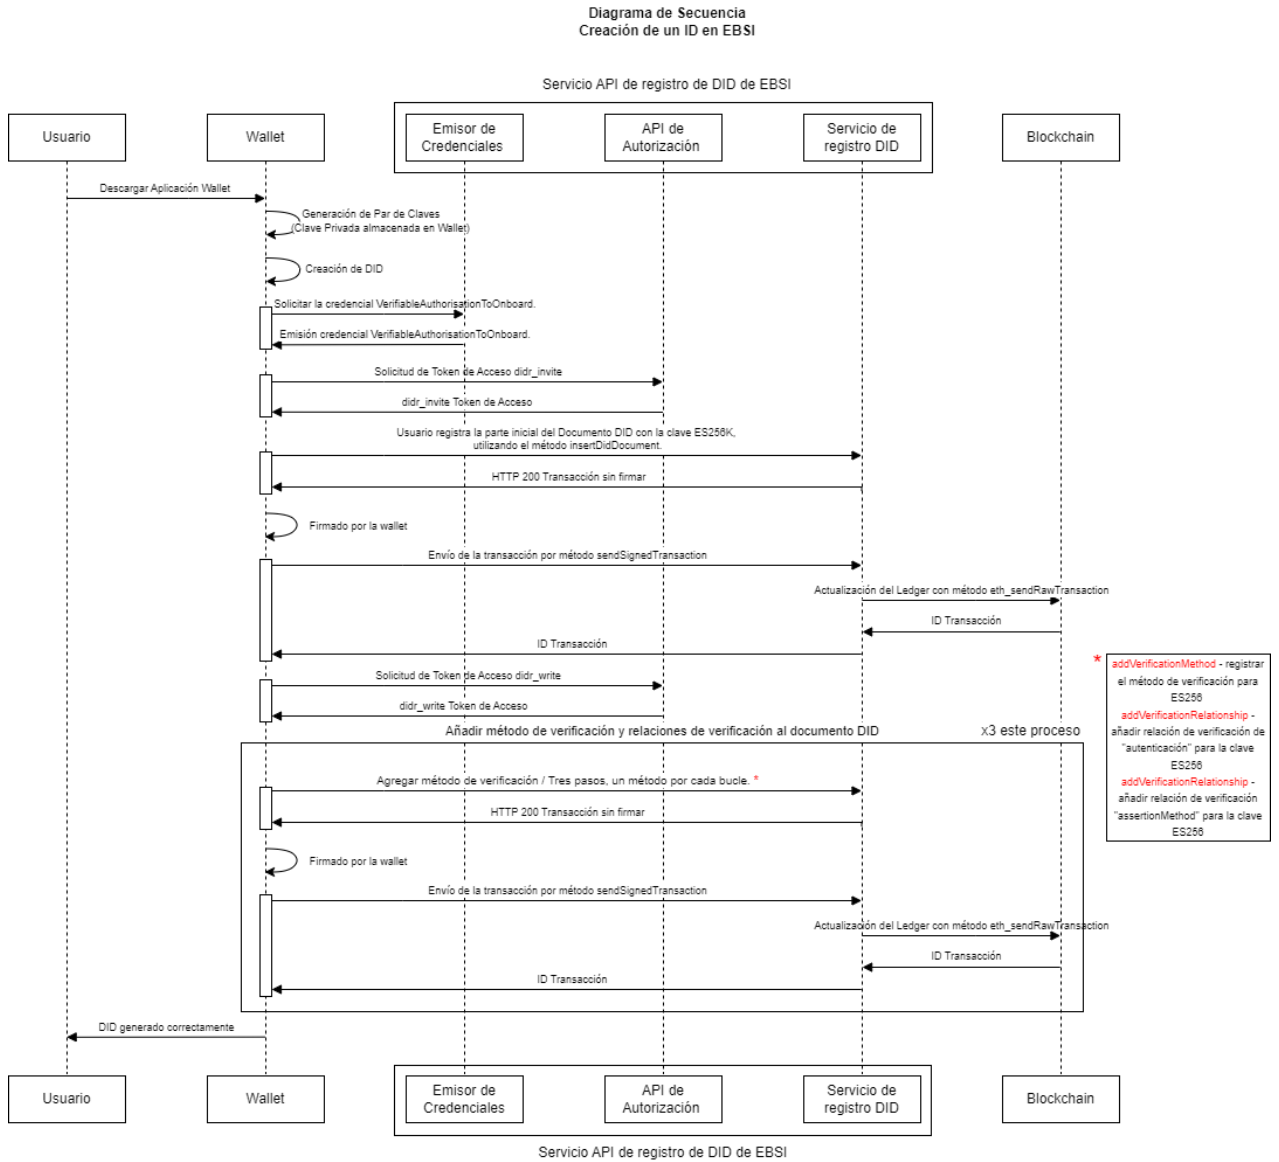 Diagrama de Secuencia
Creación de un ID en EBSI
Servicio API de registro de DID de EBSI
Usuario
Wallet
Emisor de
Credenciales
API de
Autorización
Servicio de
registro DID
Blockchain
Descargar Aplicación Wallet
Generación de Par de Claves
(Clave Privada almacenada en Wallet)
Creación de DID
Solicitar la credencial VerifiableAuthorisationToOnboard.
Emisión credencial VerifiableAuthorisationToOnboard.
Solicitud de Token de Acceso didr_invite
didr_invite Token de Acceso
Usuario registra la parte inicial del Documento DID con la clave ES256K,
utilizando el método insertDidDocument.
HTTP 200 Transacción sin firmar
Firmado por la wallet
Envío de la transacción por método sendSignedTransaction
Actualización del Ledger con método eth_sendRawTransaction
ID Transacción
ID Transacción
Solicitud de Token de Acceso didr_write
didr_write Token de Acceso
Añadir método de verificación y relaciones de verificación al documento DID
x3 este proceso
* addVerificationMethod - registrar
el método de verificación para
ES256
addVerificationRelationship -
añadir relación de verificación de
"autenticación" para la clave
ES256
addVerificationRelationship -
añadir relación de verificación
"assertionMethod" para la clave
ES256
Agregar método de verificación / Tres pasos, un método por cada bucle. *
HTTP 200 Transacción sin firmar
Firmado por la wallet
Envío de la transacción por método sendSignedTransaction
Actualización del Ledger con método eth_sendRawTransaction
ID Transacción
ID Transacción
DID generado correctamente
Usuario
Wallet
Emisor de
Credenciales
API de
Autorización
Servicio de
registro DID
Blockchain
Servicio API de registro de DID de EBSI